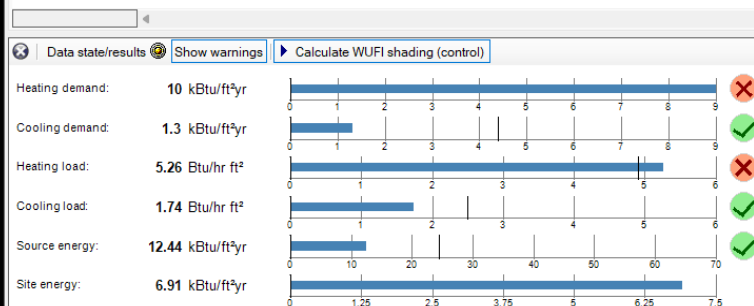 Data state/results Show warnings Calculate WUFI shading (control)
Heating demand: 10 kBtu/ft²yr
0 1 2 3 4 5 6 7 8 9
Cooling demand: 1.3 kBtu/ft²yr
0 1 2 3 4 5 6 7 8 9
Heating load: 5.26 Btu/hr ft²
0 1 2 3 4 5 6
Cooling load: 1.74 Btu/hr ft²
0 1 2 3 4 5 6
Source energy: 12.44 kBtu/ft²yr
0 10 20 30 40 50 60 70
Site energy: 6.91 kBtu/ft²yr
0 1.25 2.5 3.75 5 6.25 7.5